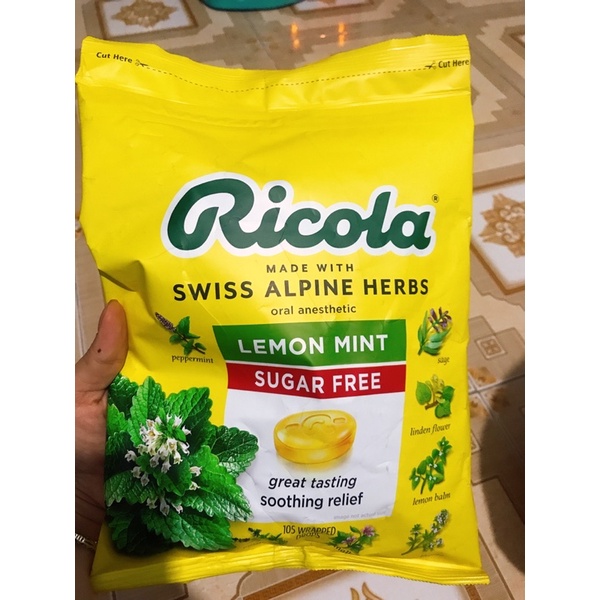 Cut Here
Cut Here
Ricola®
MADE WITH
SWISS ALPINE HERBS
oral anesthetic
LEMON MINT
SUGAR FREE
peppermint
sage
linden flower
lemon balm
great tasting
soothing relief
105 WRAPPED